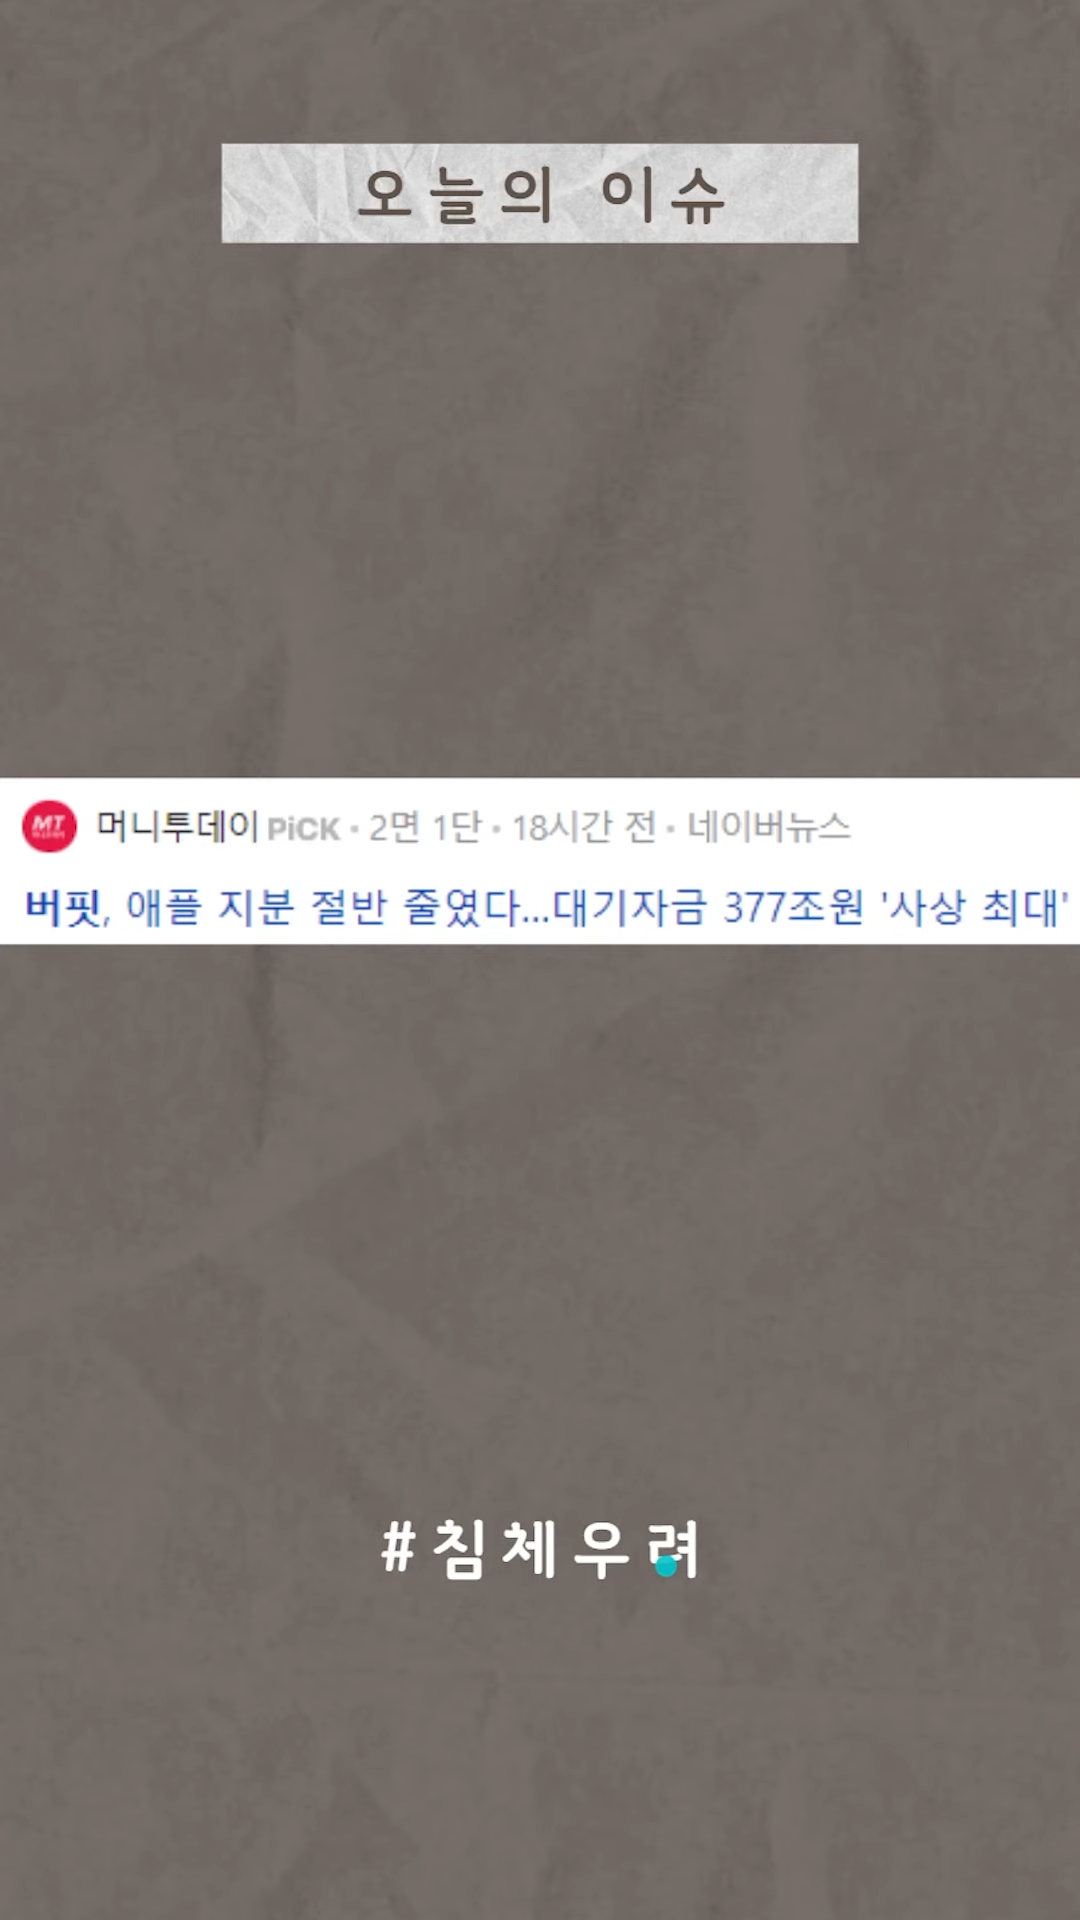 오늘의 이슈
MT
머니투데이 PiCK · 2면 1단 · 18시간 전 · 네이버뉴스
버핏, 애플 지분 절반 줄였다...대기자금 377조원 '사상 최대'
#침체우려